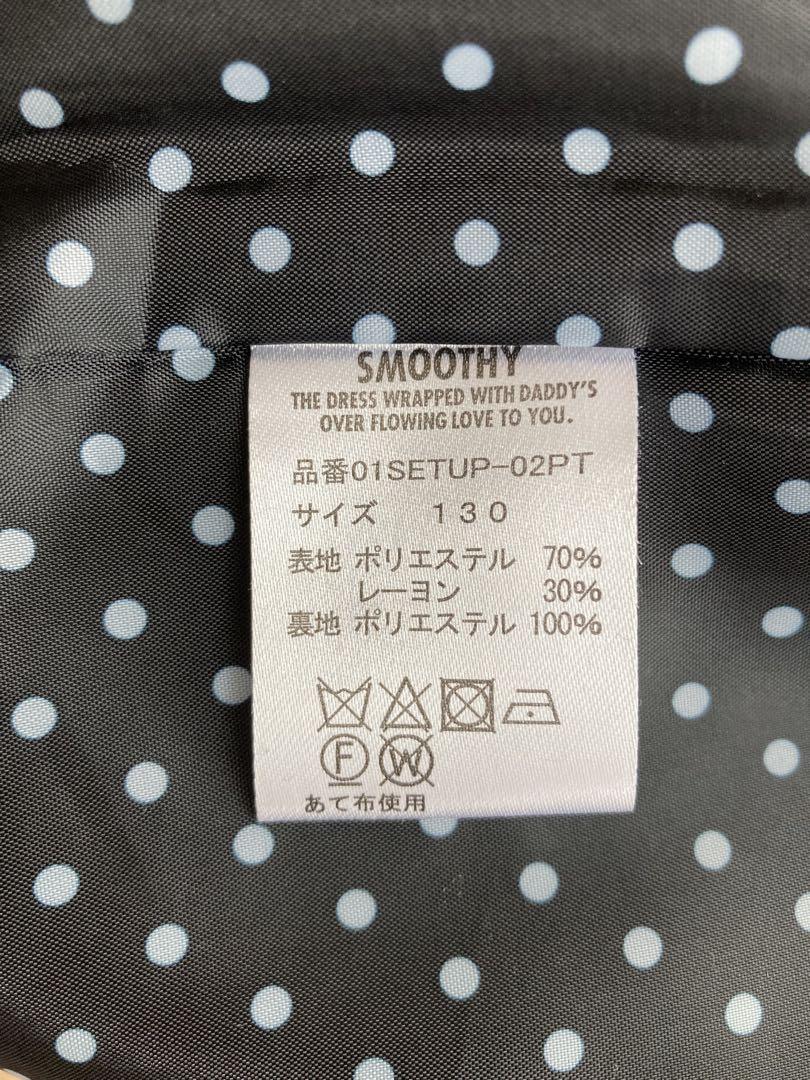 SMOOTHY
THE DRESS WRAPPED WITH DADDY'S
OVER FLOWING LOVE TO YOU.
品番01SETUP-02PT
サイズ 130
表地 ポリエステル 70%
レーヨン 30%
裏地 ポリエステル 100%
F W
あて布使用